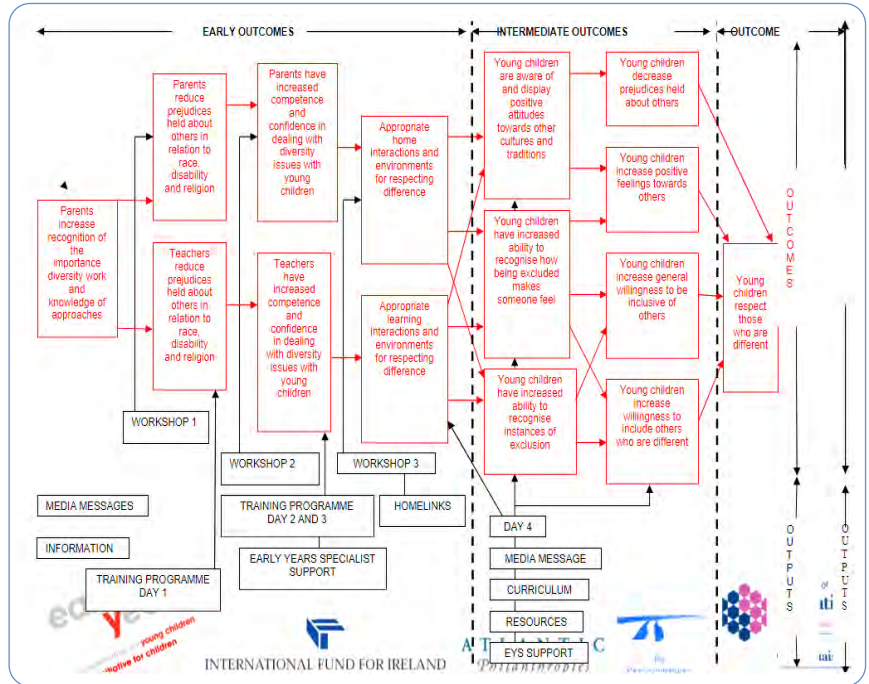 EARLY OUTCOMES
INTERMEDIATE OUTCOMES
OUTCOME
Parents
increase
recognition of
the
importance
diversity work
and
knowledge of
approaches
Parents
reduce
prejudices
held about
others in
relation to
race,
disability
and religion
Teachers
reduce
prejudices
held about
others in
relation to
race,
disability
and religion
Parents have
increased
competence
and
confidence in
dealing with
diversity
issues with
young
children
Teachers
have
increased
competence
and
confidence in
dealing with
diversity
issues with
young
children
Appropriate
home
interactions
and
environments
for respecting
difference
Appropriate
learning
interactions and
environments
for respecting
difference
Young children
are aware of
and display
positive
attitudes
towards other
cultures and
traditions
Young children
have increased
ability to
recognise how
being excluded
makes
someone feel
Young children
have increased
ability to
recognise
instances of
exclusion
Young children
decrease
prejudices held
about others
Young children
increase positive
feelings towards
others
Young children
increase general
willingness to be
inclusive of
others
Young children
increase
willingness to
include others
who are different
Young
children
respect
those
who are
different
OUTCOMES
OUTCOMES
WORKSHOP 1
WORKSHOP 2
WORKSHOP 3
MEDIA MESSAGES
INFORMATION
TRAINING PROGRAMME
DAY 1
TRAINING PROGRAMME
DAY 2 AND 3
HOMELINKS
EARLY YEARS SPECIALIST
SUPPORT
DAY 4
MEDIA MESSAGE
CURRICULUM
RESOURCES
EYS SUPPORT
OUTPUTS
OUTPUTS
young children
for children
INTERNATIONAL FUND FOR IRELAND
ATLANTIC
Philanthropies
of